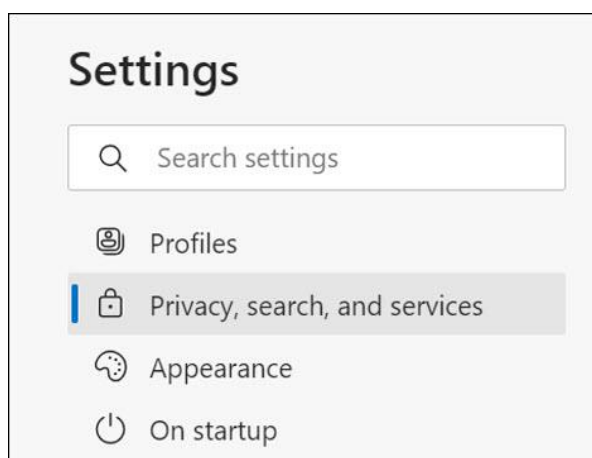 Settings
Search settings
Profiles
Privacy, search, and services
Appearance
On startup